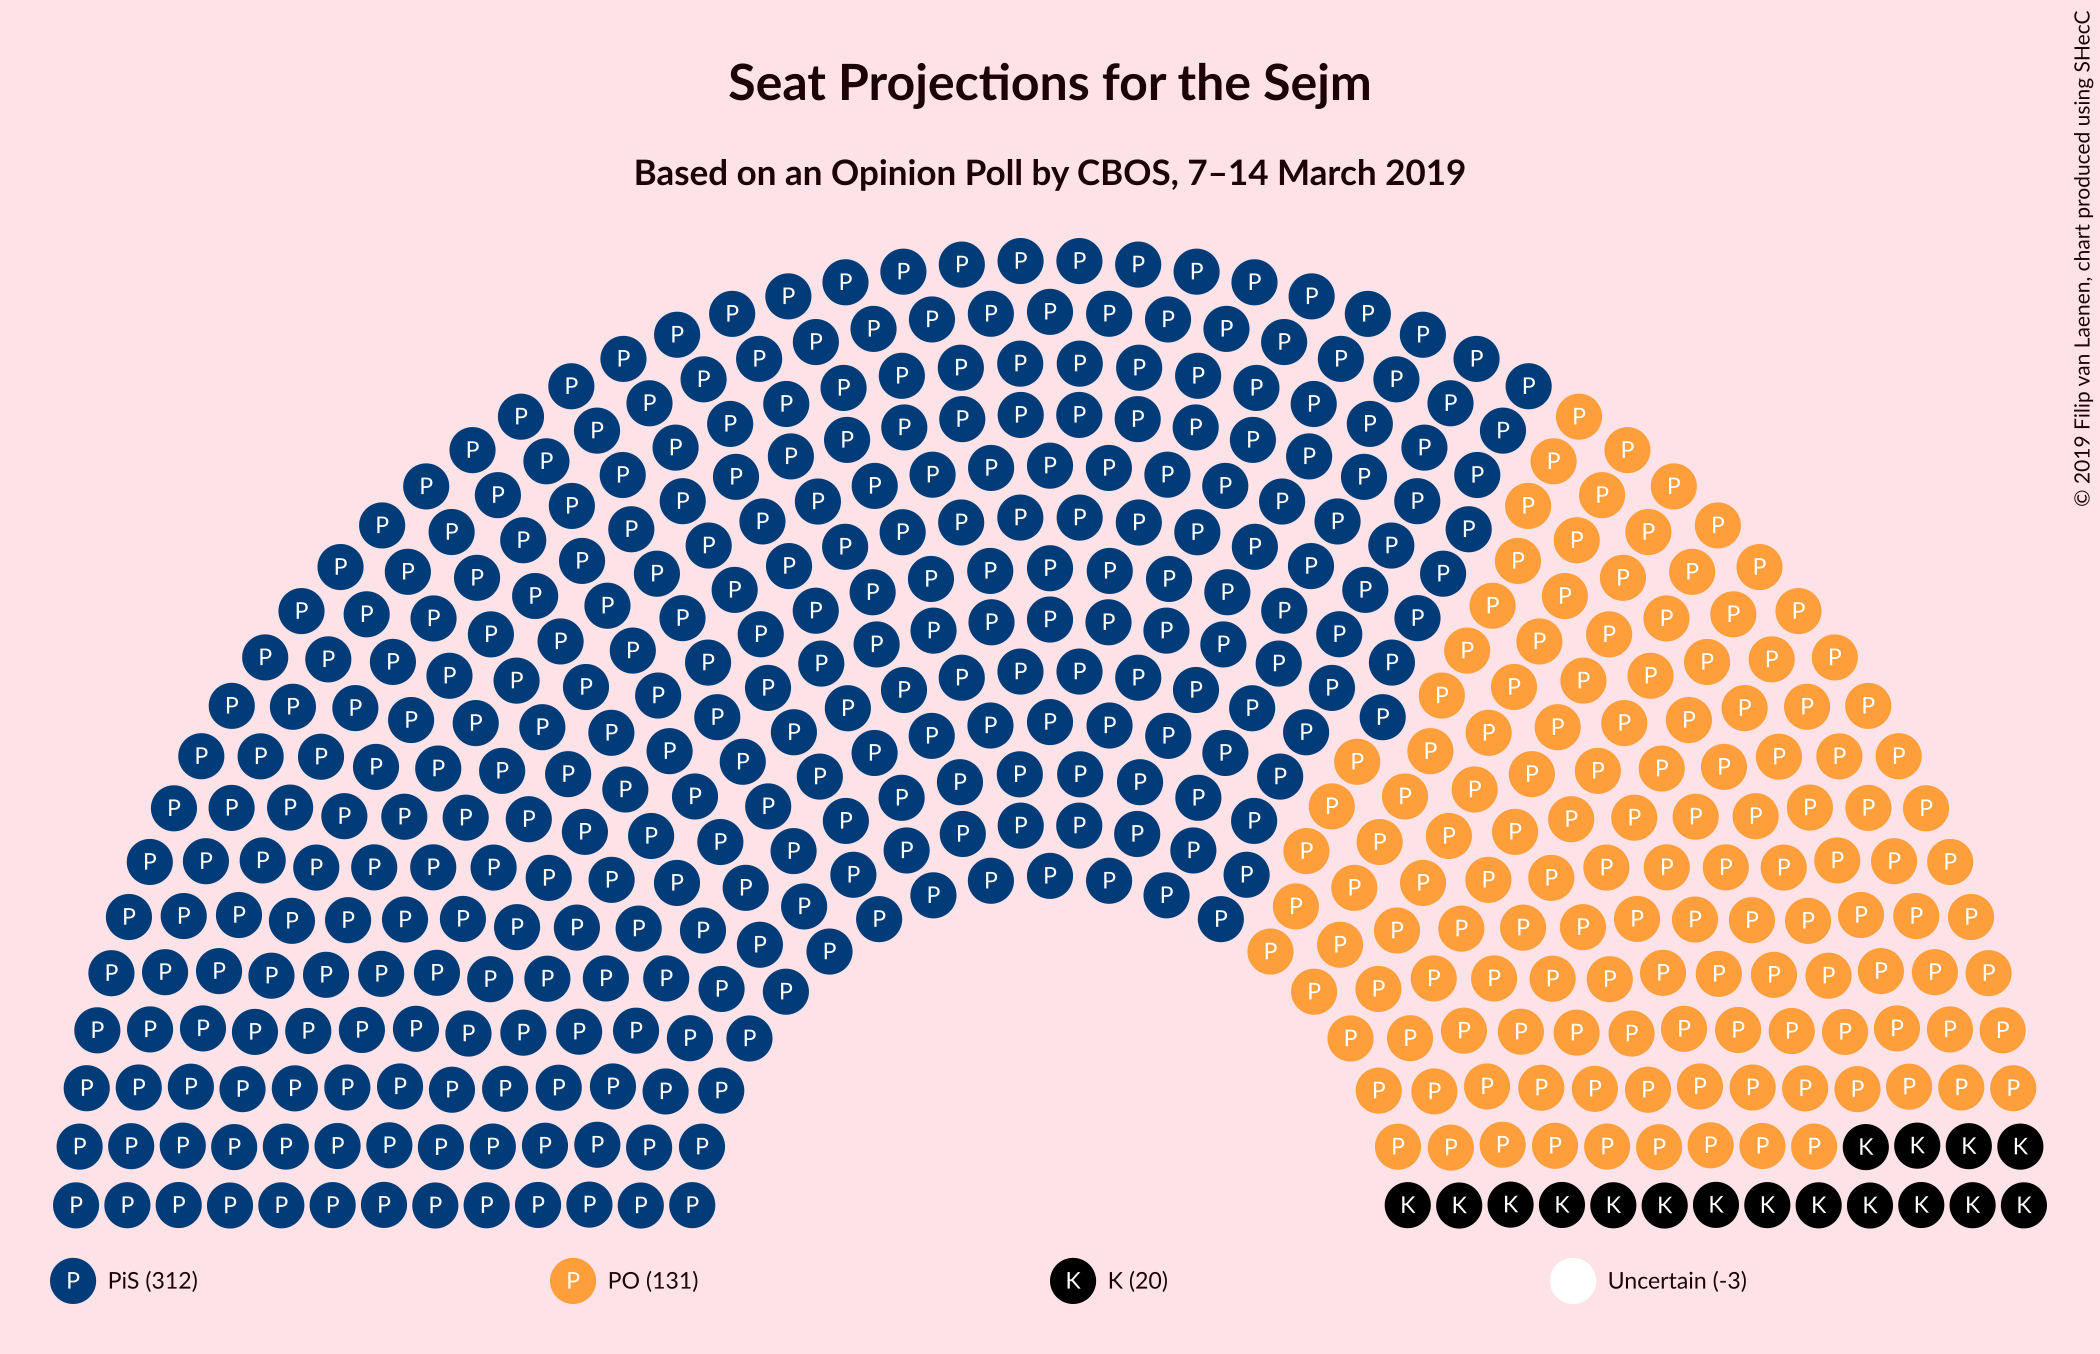 Seat Projections for the Sejm
Based on an Opinion Poll by CBOS, 7–14 March 2019
© 2019 Filip van Laenen, chart produced using SHecC
P PiS (312)
P PO (131)
K K (20)
Uncertain (-3)